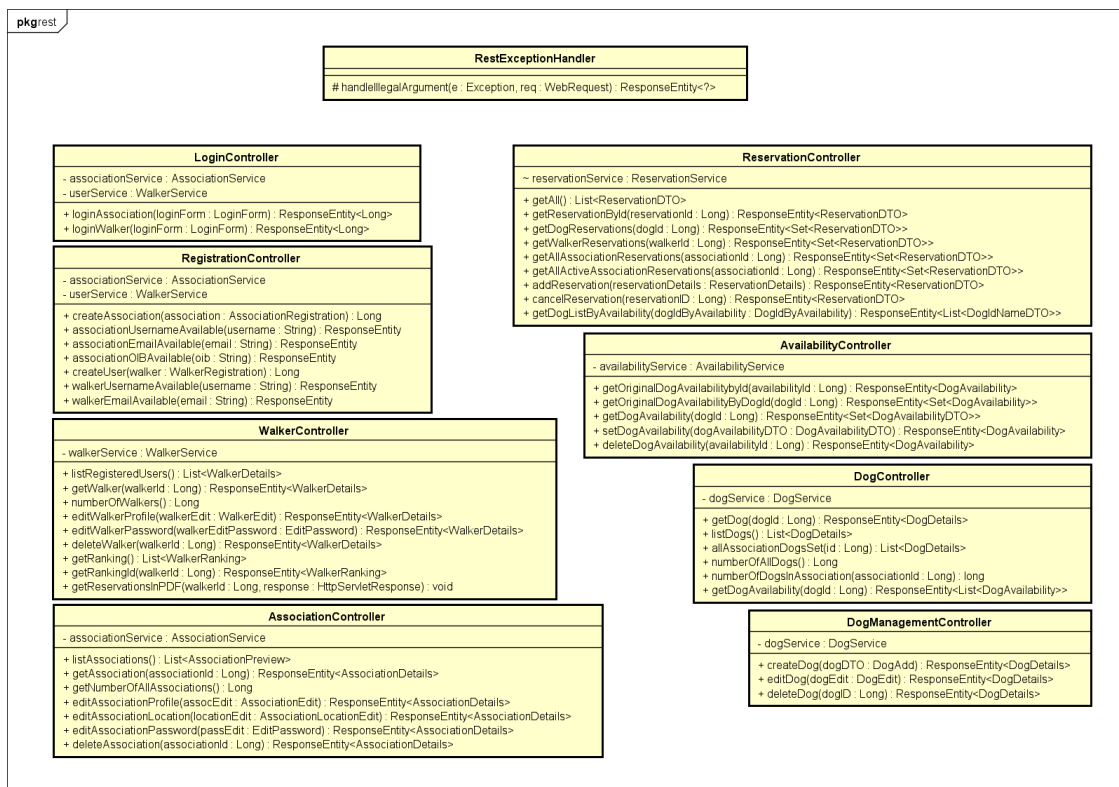 pkg rest
RestExceptionHandler
# handleIllegalArgument(e : Exception, req : WebRequest) : ResponseEntity<?>
LoginController
- associationService : AssociationService
- userService : WalkerService
+ loginAssociation(loginForm : LoginForm) : ResponseEntity<Long>
+ loginWalker(loginForm : LoginForm) : ResponseEntity<Long>
RegistrationController
- associationService : AssociationService
- userService : WalkerService
+ createAssociation(association : AssociationRegistration) : Long
+ associationUsernameAvailable(username : String) : ResponseEntity
+ associationEmailAvailable(email : String) : ResponseEntity
+ associationOIBAvailable(oib : String) : ResponseEntity
+ createUser(walker : WalkerRegistration) : Long
+ walkerUsernameAvailable(username : String) : ResponseEntity
+ walkerEmailAvailable(email : String) : ResponseEntity
WalkerController
- walkerService : WalkerService
+ listRegisteredUsers() : List<WalkerDetails>
+ getWalker(walkerId : Long) : ResponseEntity<WalkerDetails>
+ numberOfWalkers() : Long
+ editWalkerProfile(walkerEdit : WalkerEdit) : ResponseEntity<WalkerDetails>
+ editWalkerPassword(walkerEditPassword : EditPassword) : ResponseEntity<WalkerDetails>
+ deleteWalker(walkerId : Long) : ResponseEntity<WalkerDetails>
+ getRanking() : List<WalkerRanking>
+ getRankingId(walkerId : Long) : ResponseEntity<WalkerRanking>
+ getReservationsInPDF(walkerId : Long, response : HttpServletResponse) : void
AssociationController
- associationService : AssociationService
+ listAssociations() : List<AssociationPreview>
+ getAssociation(associationId : Long) : ResponseEntity<AssociationDetails>
+ getNumberOfAllAssociations() : Long
+ editAssociationProfile(assocEdit : AssociationEdit) : ResponseEntity<AssociationDetails>
+ editAssociationLocation(locationEdit : AssociationLocationEdit) : ResponseEntity<AssociationDetails>
+ editAssociationPassword(passEdit : EditPassword) : ResponseEntity<AssociationDetails>
+ deleteAssociation(associationId : Long) : ResponseEntity<AssociationDetails>
ReservationController
~ reservationService : ReservationService
+ getAll() : List<ReservationDTO>
+ getReservationById(reservationId : Long) : ResponseEntity<ReservationDTO>
+ getDogReservations(dogId : Long) : ResponseEntity<Set<ReservationDTO>>
+ getWalkerReservations(walkerId : Long) : ResponseEntity<Set<ReservationDTO>>
+ getAllAssociationReservations(associationId : Long) : ResponseEntity<Set<ReservationDTO>>
+ getAllActiveAssociationReservations(associationId : Long) : ResponseEntity<Set<ReservationDTO>>
+ addReservation(reservationDetails : ReservationDetails) : ResponseEntity<ReservationDTO>
+ cancelReservation(reservationID : Long) : ResponseEntity<ReservationDTO>
+ getDogListByAvailability(dogIdByAvailability : DogIdByAvailability) : ResponseEntity<List<DogIdNameDTO>>
AvailabilityController
- availabilityService : AvailabilityService
+ getOriginalDogAvailabilitybyId(availabilityId : Long) : ResponseEntity<DogAvailability>
+ getOriginalDogAvailabilityByDogId(dogId : Long) : ResponseEntity<Set<DogAvailability>>
+ getDogAvailability(dogId : Long) : ResponseEntity<Set<DogAvailabilityDTO>>
+ setDogAvailability(dogAvailabilityDTO : DogAvailabilityDTO) : ResponseEntity<DogAvailability>
+ deleteDogAvailability(availabilityId : Long) : ResponseEntity<DogAvailability>
DogController
- dogService : DogService
+ getDog(dogId : Long) : ResponseEntity<DogDetails>
+ listDogs() : List<DogDetails>
+ allAssociationDogsSet(id : Long) : List<DogDetails>
+ numberOfAllDogs() : Long
+ numberOfDogsInAssociation(associationId : Long) : long
+ getDogAvailability(dogId : Long) : ResponseEntity<List<DogAvailability>>
DogManagementController
- dogService : DogService
+ createDog(dogDTO : DogAdd) : ResponseEntity<DogDetails>
+ editDog(dogEdit : DogEdit) : ResponseEntity<DogDetails>
+ deleteDog(dogID : Long) : ResponseEntity<DogDetails>